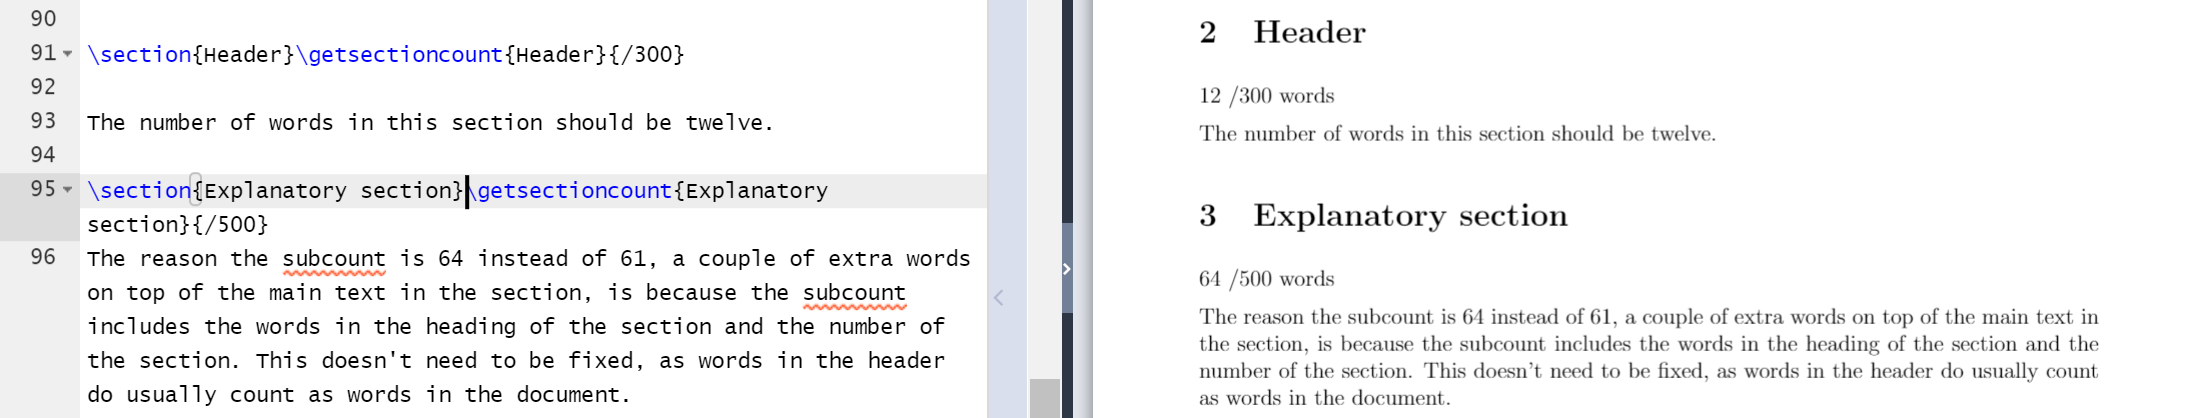 90
91 \section{Header}\getsectioncount{Header}{/300}
92
93 The number of words in this section should be twelve.
94
95 \section{Explanatory section}\getsectioncount{Explanatory
section}{/500}
96 The reason the subcount is 64 instead of 61, a couple of extra words
on top of the main text in the section, is because the subcount
includes the words in the heading of the section and the number of
the section. This doesn't need to be fixed, as words in the header
do usually count as words in the document.
2 Header
12 /300 words
The number of words in this section should be twelve.
3 Explanatory section
64 /500 words
The reason the subcount is 64 instead of 61, a couple of extra words on top of the main text in
the section, is because the subcount includes the words in the heading of the section and the
number of the section. This doesn't need to be fixed, as words in the header do usually count
as words in the document.